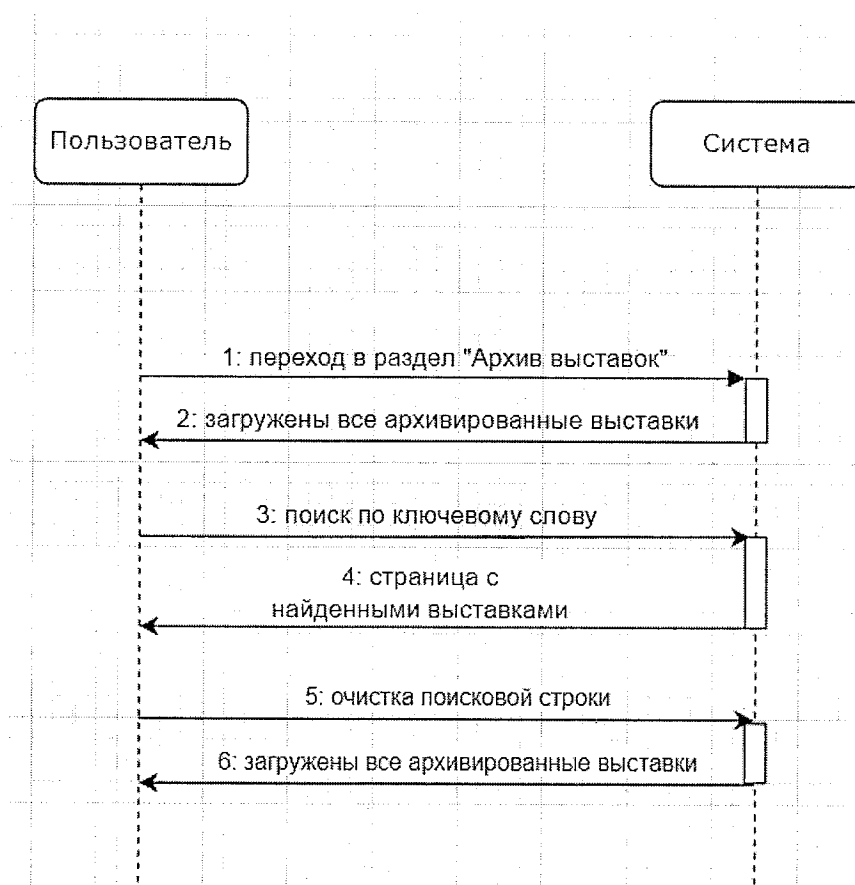 Пользователь
Система
1: переход в раздел "Архив выставок"
2: загружены все архивированные выставки
3: поиск по ключевому слову
4: страница с
найденными выставками
5: очистка поисковой строки
6: загружены все архивированные выставки